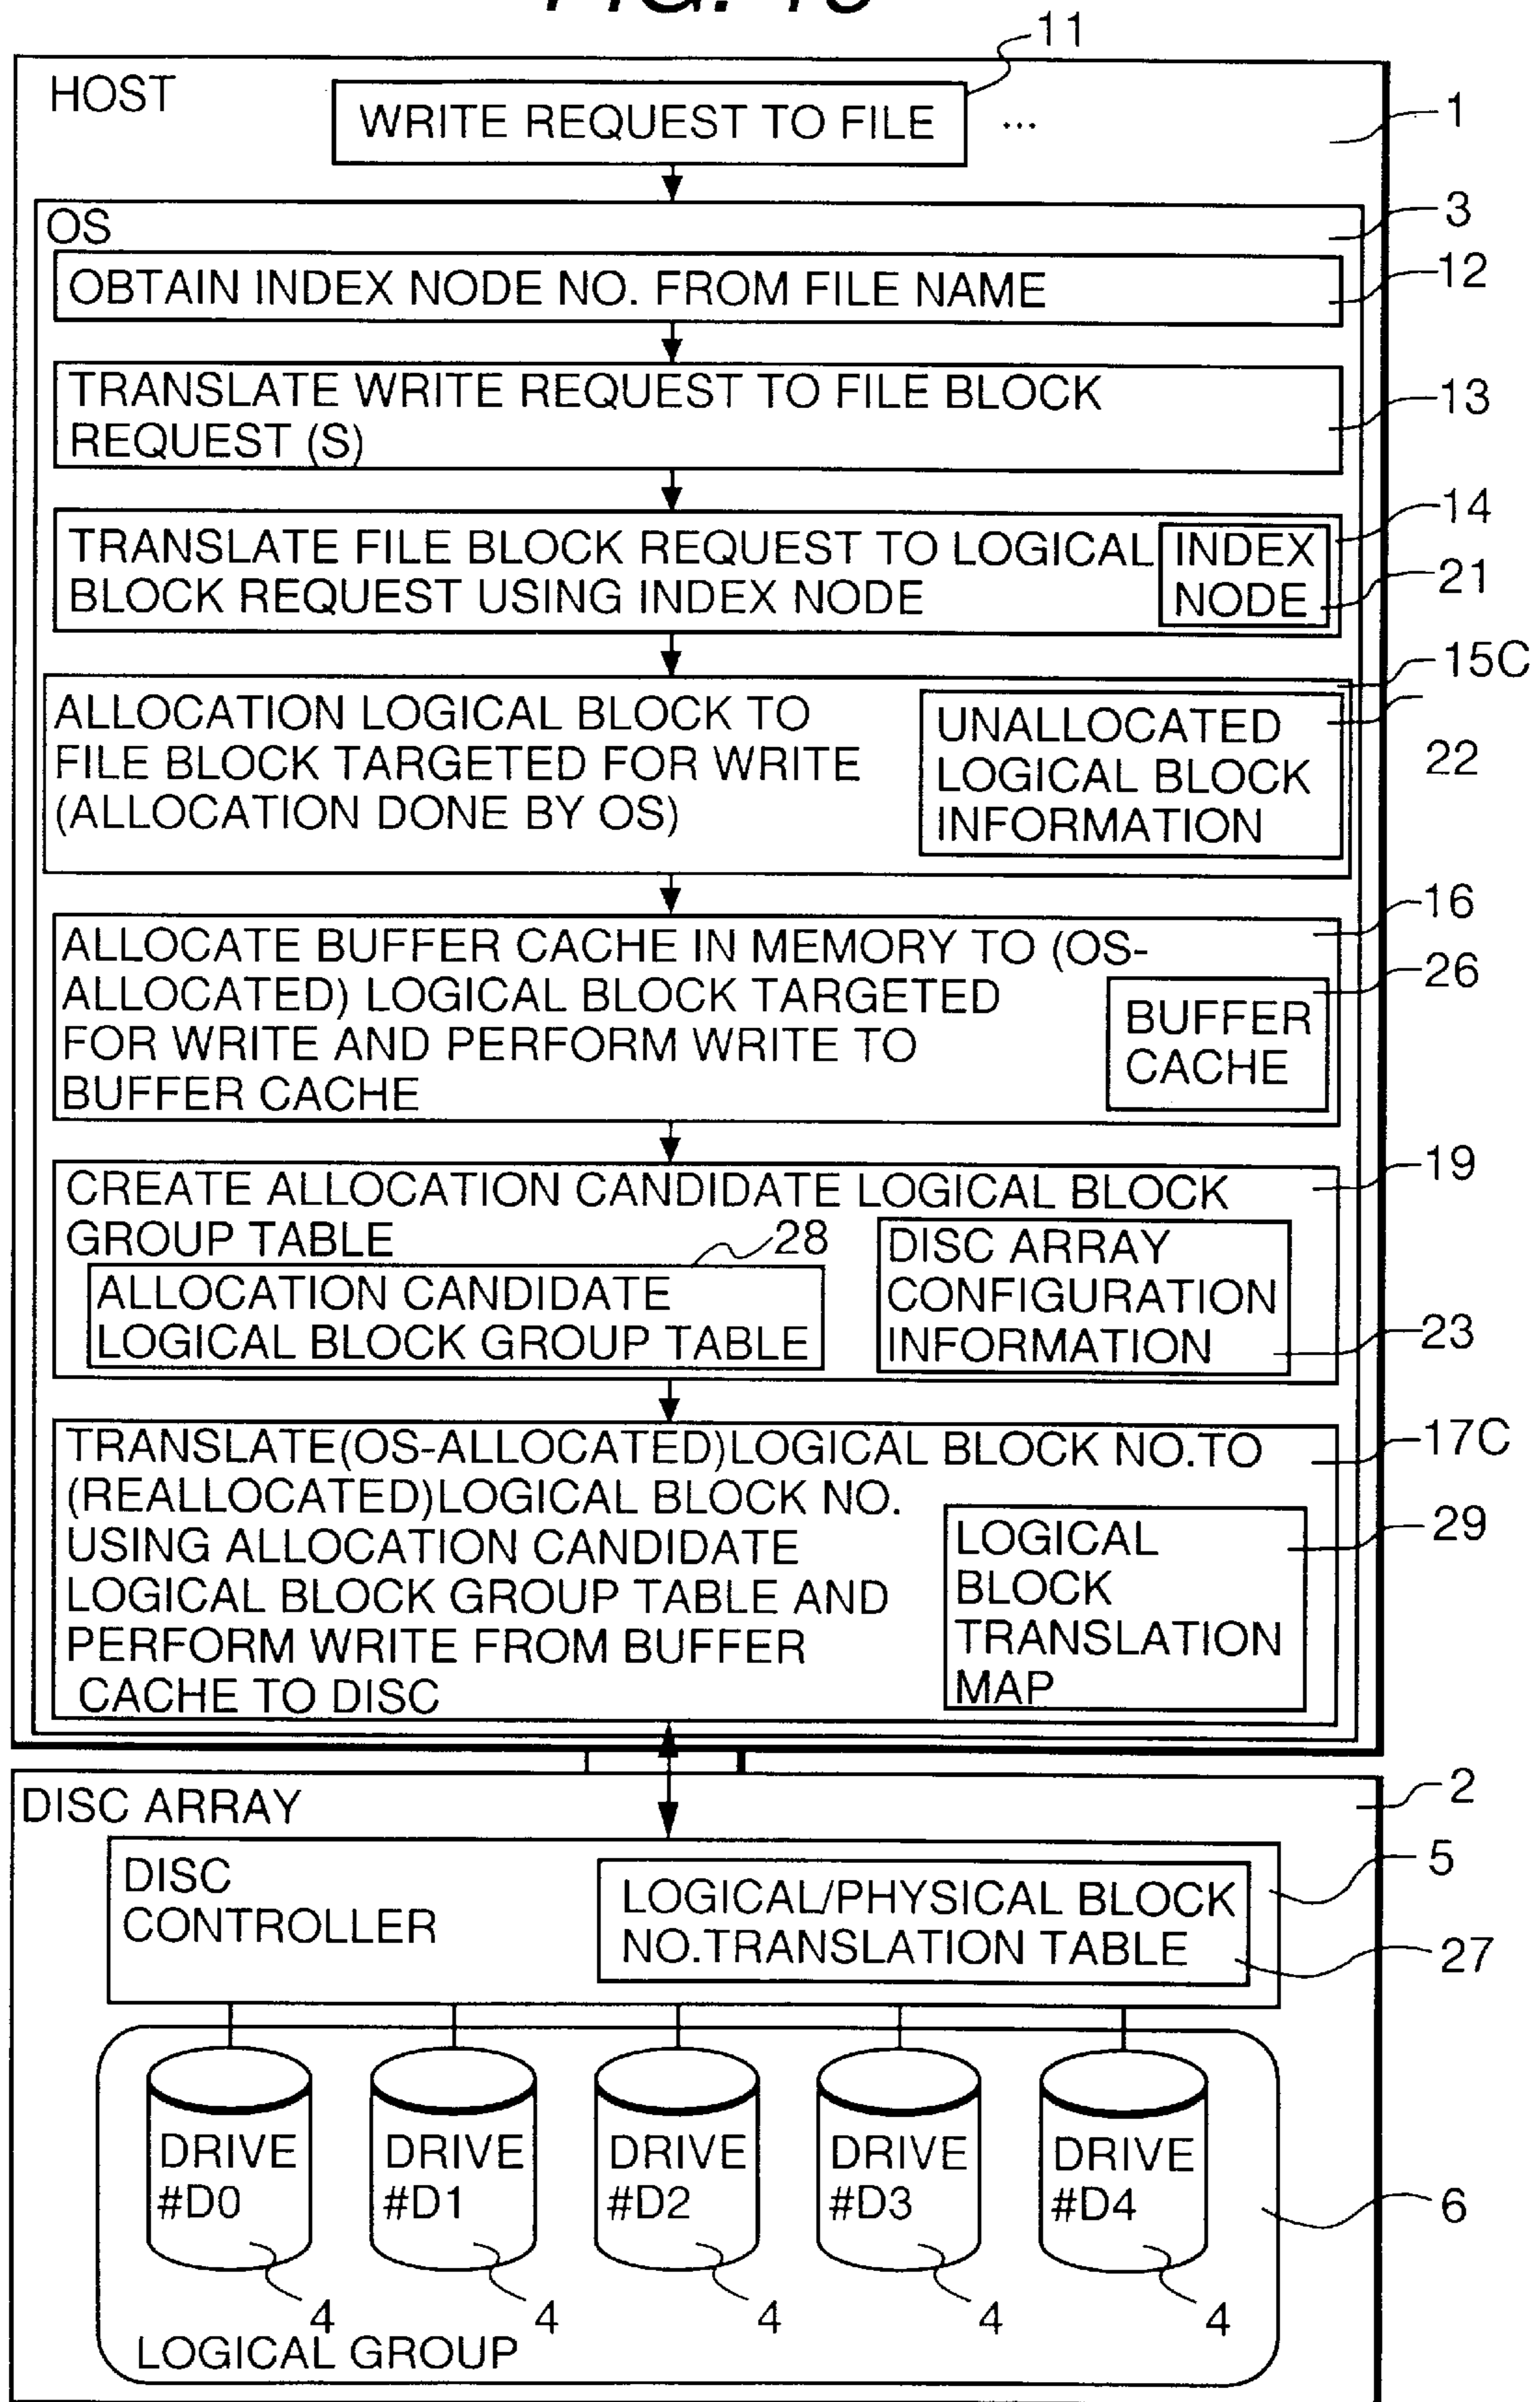 11
HOST
WRITE REQUEST TO FILE
...
1
OS
3
OBTAIN INDEX NODE NO. FROM FILE NAME
12
TRANSLATE WRITE REQUEST TO FILE BLOCK
REQUEST (S)
13
TRANSLATE FILE BLOCK REQUEST TO LOGICAL
BLOCK REQUEST USING INDEX NODE
INDEX
NODE
14
21
15C
ALLOCATION LOGICAL BLOCK TO
FILE BLOCK TARGETED FOR WRITE
(ALLOCATION DONE BY OS)
UNALLOCATED
LOGICAL BLOCK
INFORMATION
22
ALLOCATE BUFFER CACHE IN MEMORY TO (OS-
ALLOCATED) LOGICAL BLOCK TARGETED
FOR WRITE AND PERFORM WRITE TO
BUFFER CACHE
BUFFER
CACHE
16
26
CREATE ALLOCATION CANDIDATE LOGICAL BLOCK
GROUP TABLE
28
ALLOCATION CANDIDATE
LOGICAL BLOCK GROUP TABLE
DISC ARRAY
CONFIGURATION
INFORMATION
19
23
TRANSLATE(OS-ALLOCATED)LOGICAL BLOCK NO.TO
(REALLOCATED)LOGICAL BLOCK NO.
USING ALLOCATION CANDIDATE
LOGICAL BLOCK GROUP TABLE AND
PERFORM WRITE FROM BUFFER
CACHE TO DISC
LOGICAL
BLOCK
TRANSLATION
MAP
17C
29
DISC ARRAY
2
DISC
CONTROLLER
LOGICAL/PHYSICAL BLOCK
NO.TRANSLATION TABLE
5
27
DRIVE
#D0
DRIVE
#D1
DRIVE
#D2
DRIVE
#D3
DRIVE
#D4
6
4
4
4
4
4
LOGICAL GROUP